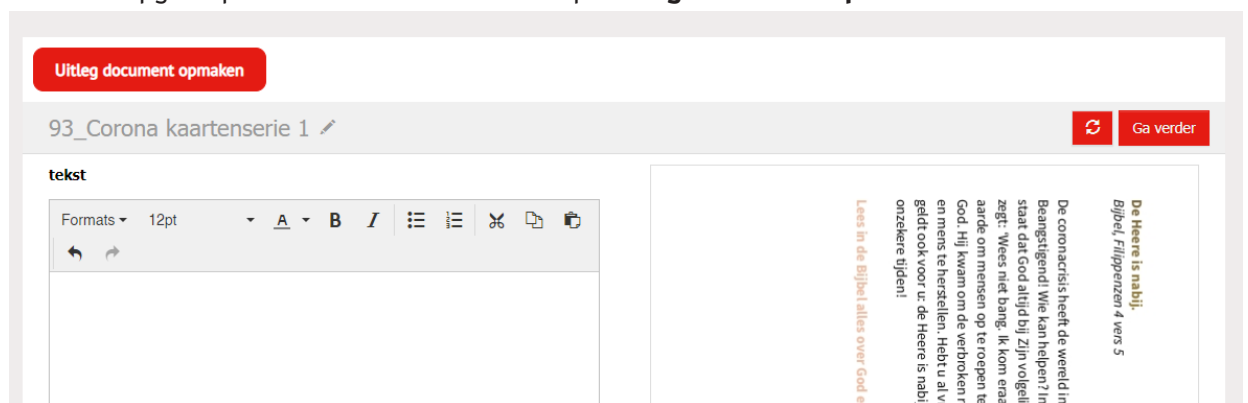 Uitleg document opmaken
93_Corona kaartenserie 1
Ga verder
tekst
Formats 12pt A B I
De Heere is nabij.
Bijbel, Filippenzen 4 vers 5
De coronacrisis heeft de wereld in
Beangstigend! Wie kan helpen? In
staat dat God altijd bij Zijn
zegt: 'Wees niet bang. Ik kom
aarde om mensen op te roepen
God. Hij kwam om de verbroken
en mens te herstellen. Hebt u al
geldt ook voor u: de Heere is
onzekere tijden!
Lees in de Bijbel alles over God